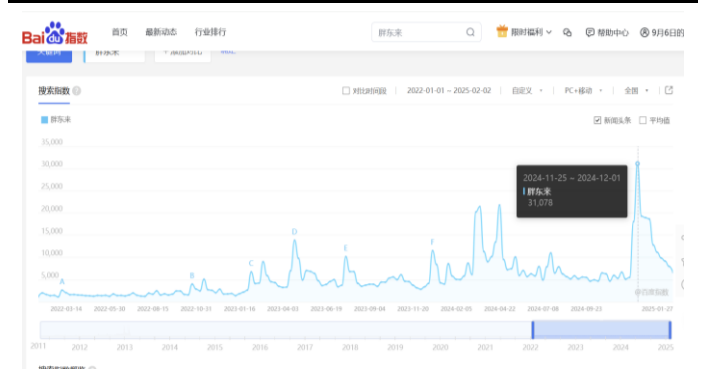 Bai 指数 首页 最新动态 行业排行 胖东来 限时福利 帮助中心 9月6日的
胖东来 + 添加对比
搜索指数 对比时间段 2022-01-01 ~ 2025-02-02 自定义 PC+移动 全国
胖东来 新闻头条 平均值
35,000
30,000
25,000
20,000
15,000
10,000
5,000
A
B
C
D
E
F
2024-11-25 ~ 2024-12-01
胖东来
31,078
@百度指数
2022-03-14 2022-05-30 2022-08-15 2022-10-31 2023-01-16 2023-04-03 2023-06-19 2023-09-04 2023-11-20 2024-02-05 2024-04-22 2024-07-08 2024-09-23 2025-01-27
2011 2012 2013 2014 2015 2016 2017 2018 2019 2020 2021 2022 2023 2024 2025